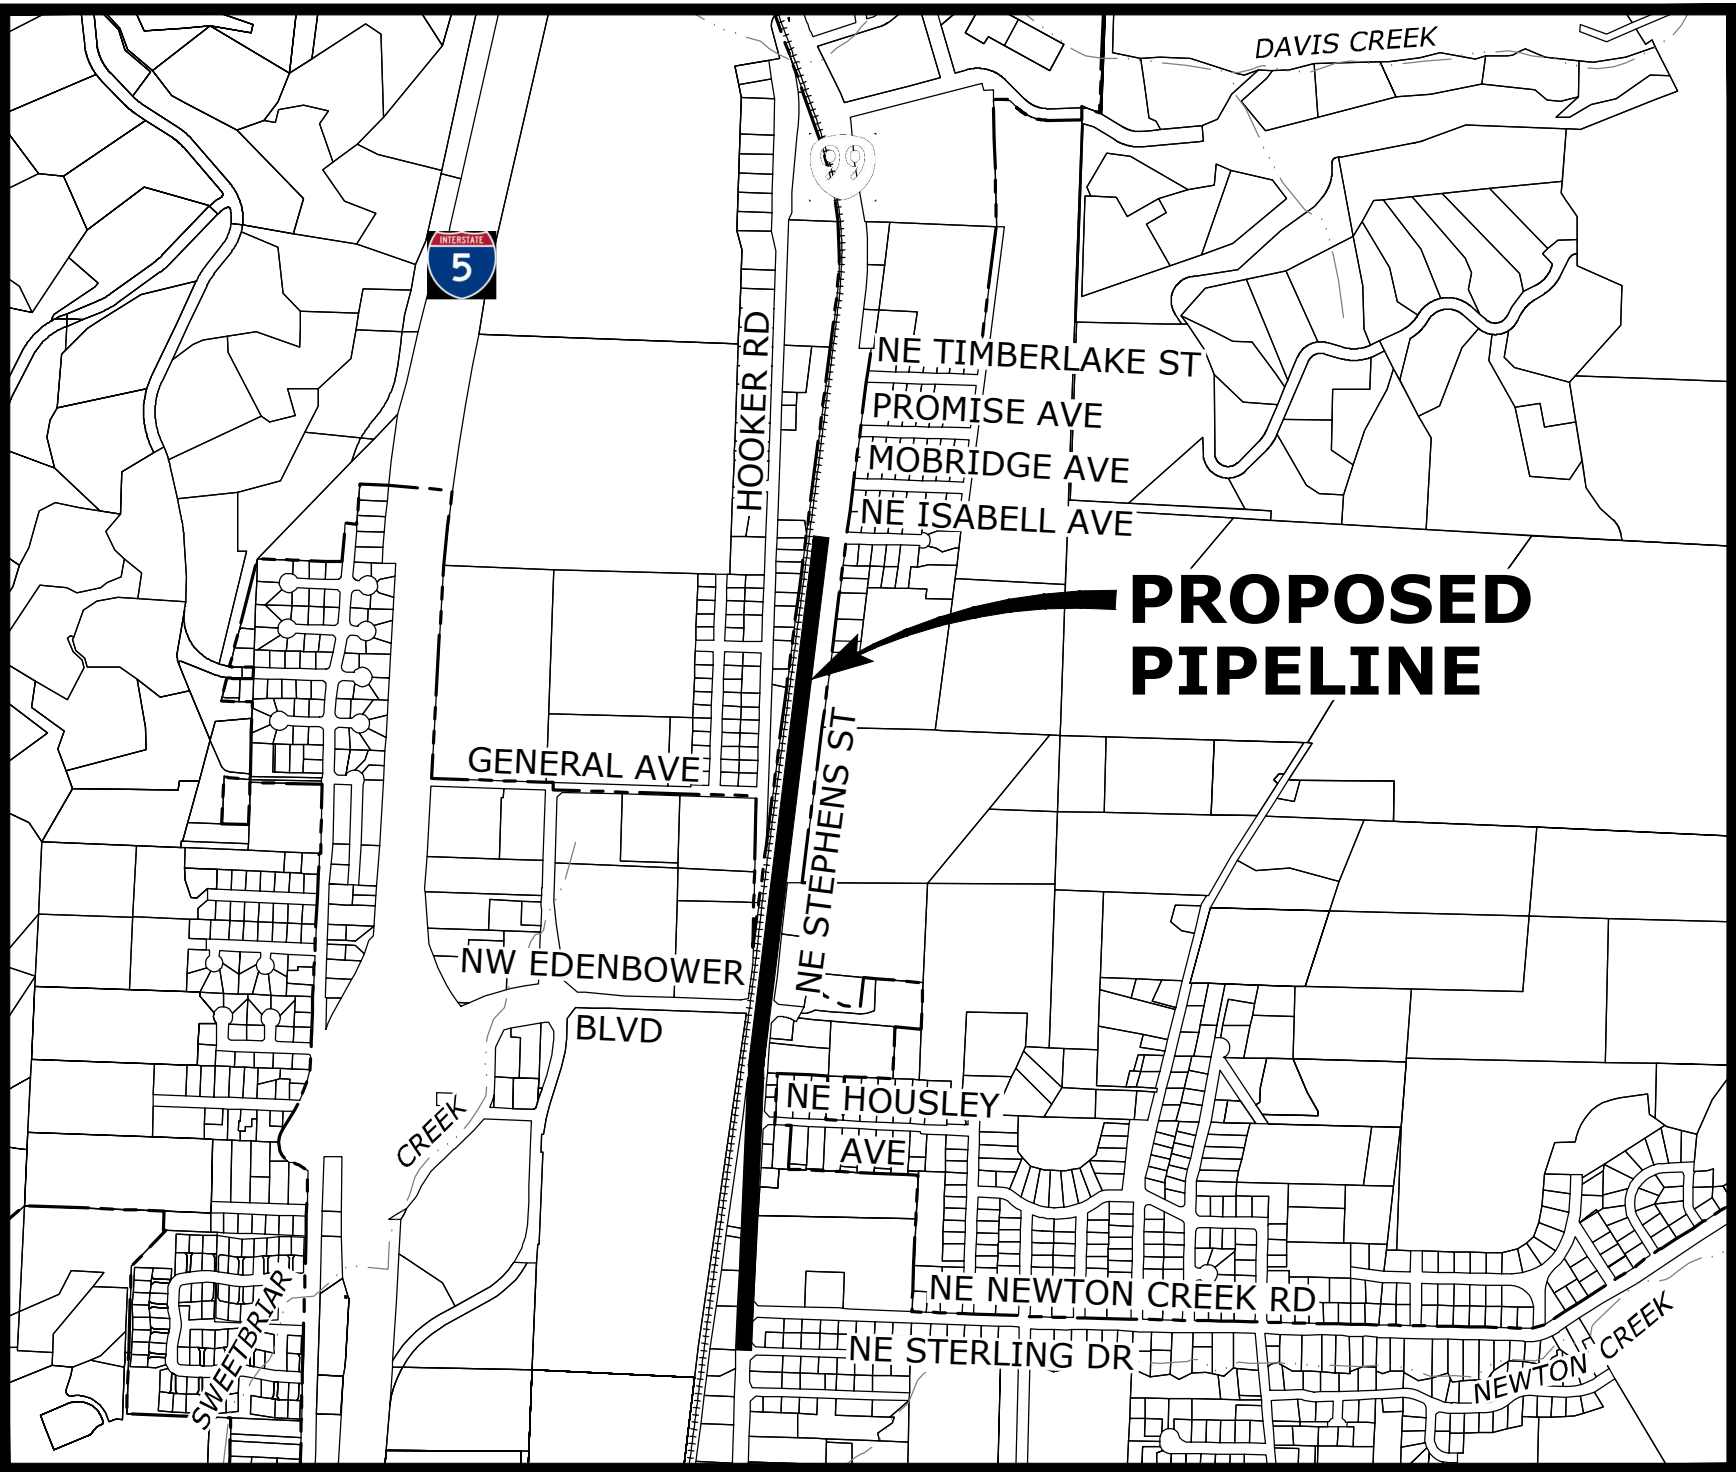 DAVIS CREEK
99
INTERSTATE
5
HOOKER RD
NE TIMBERLAKE ST
PROMISE AVE
MOBRIDGE AVE
NE ISABELL AVE
PROPOSED
PIPELINE
GENERAL AVE
NE STEPHENS ST
NW EDENBOWER
BLVD
NE HOUSLEY
AVE
CREEK
SWEETBRIAR
NE NEWTON CREEK RD
NE STERLING DR
NEWTON CREEK